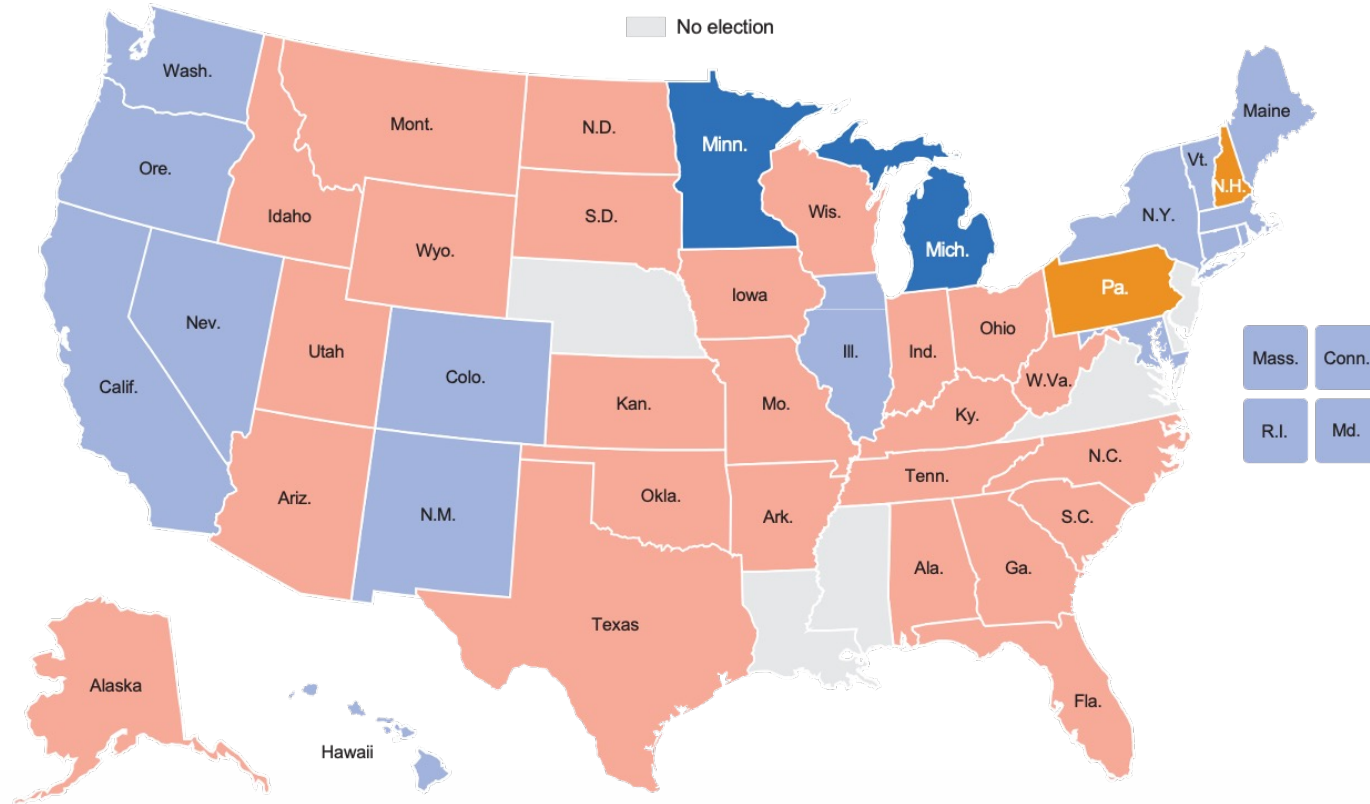 No election
Wash.
Maine
Mont.
N.D.
Minn.
Vt.
Ore.
N.H.
Idaho
S.D.
Wis.
N.Y.
Wyo.
Mich.
Pa.
Iowa
Nev.
Ohio
Utah
Ill.
Ind.
Mass.
Conn.
Calif.
Colo.
W.Va.
Kan.
Mo.
Ky.
R.I.
Md.
N.C.
Tenn.
Ariz.
Okla.
N.M.
Ark.
S.C.
Ala.
Ga.
Texas
Alaska
Fla.
Hawaii